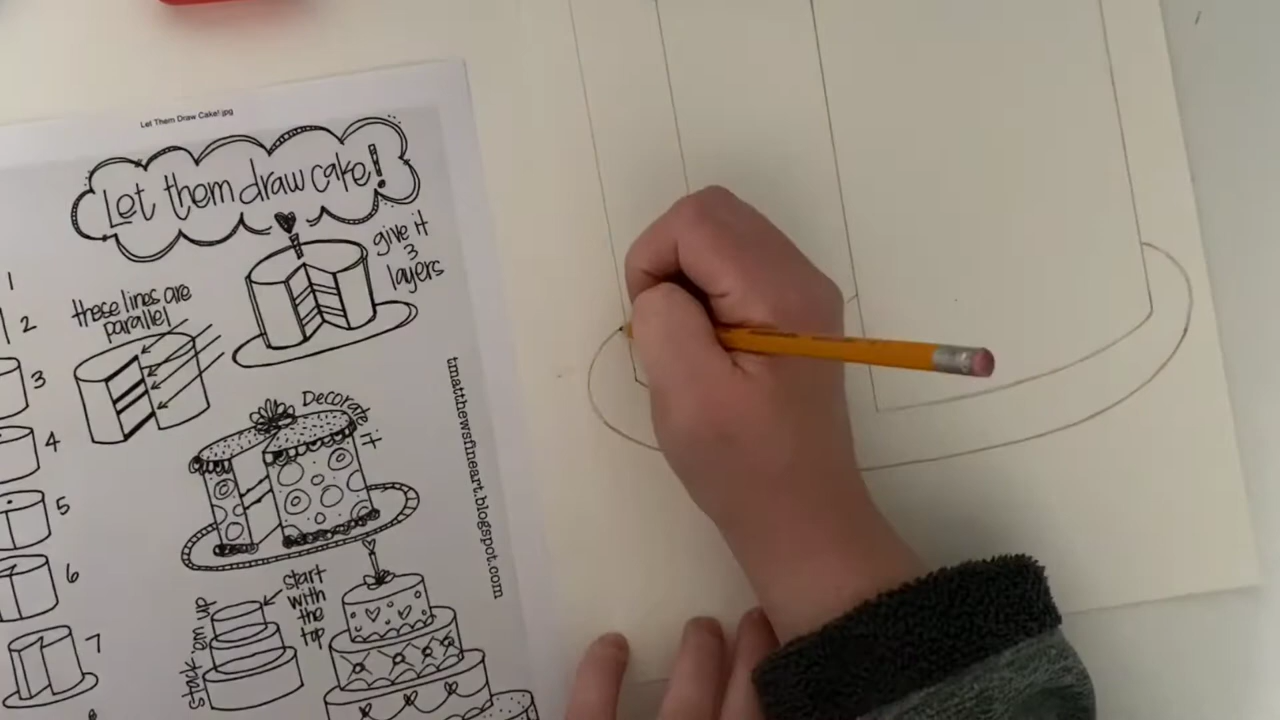 Let Them Draw Cake!.jpg
Let them draw cake!
give it
3
layers
these lines are
parallel
1
2
3
4
5
6
7
Decorate it
tmatthewsfineart.blogspot.com
start
with
the
top
stack 'em up